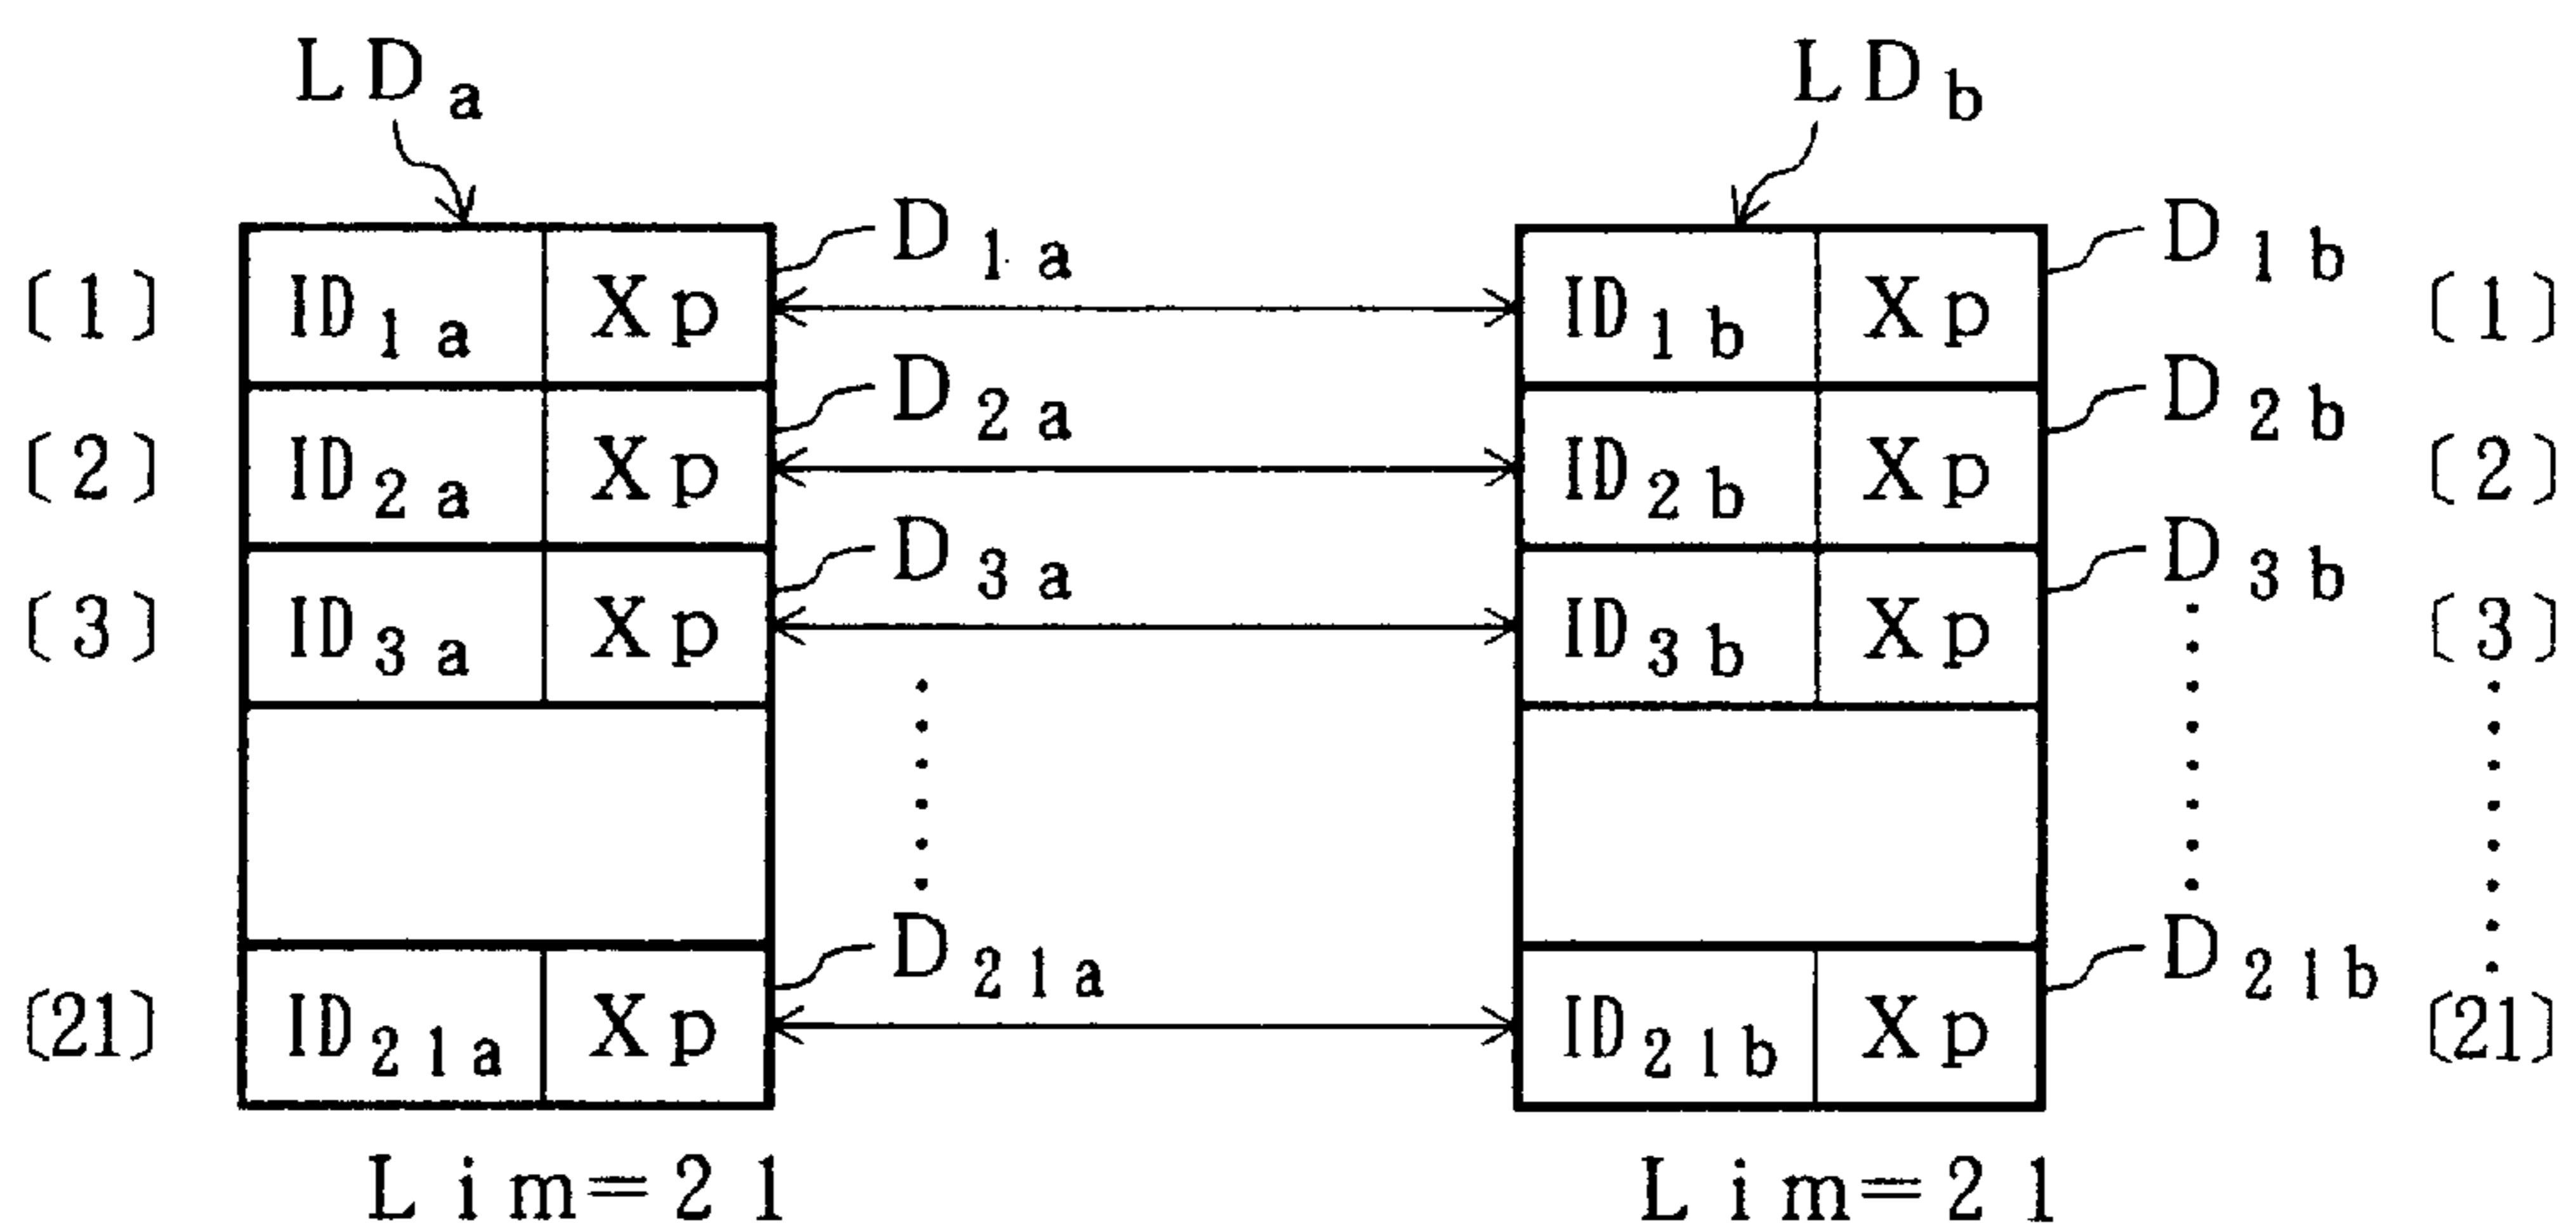 LDa LDb
D1a D1b
〔1〕 ID1a Xp ID1b Xp 〔1〕
D2a D2b
〔2〕 ID2a Xp ID2b Xp 〔2〕
D3a D3b
〔3〕 ID3a Xp ID3b Xp 〔3〕
D21a D21b
〔21〕 ID21a Xp ID21b Xp 〔21〕
Lim=21 Lim=21